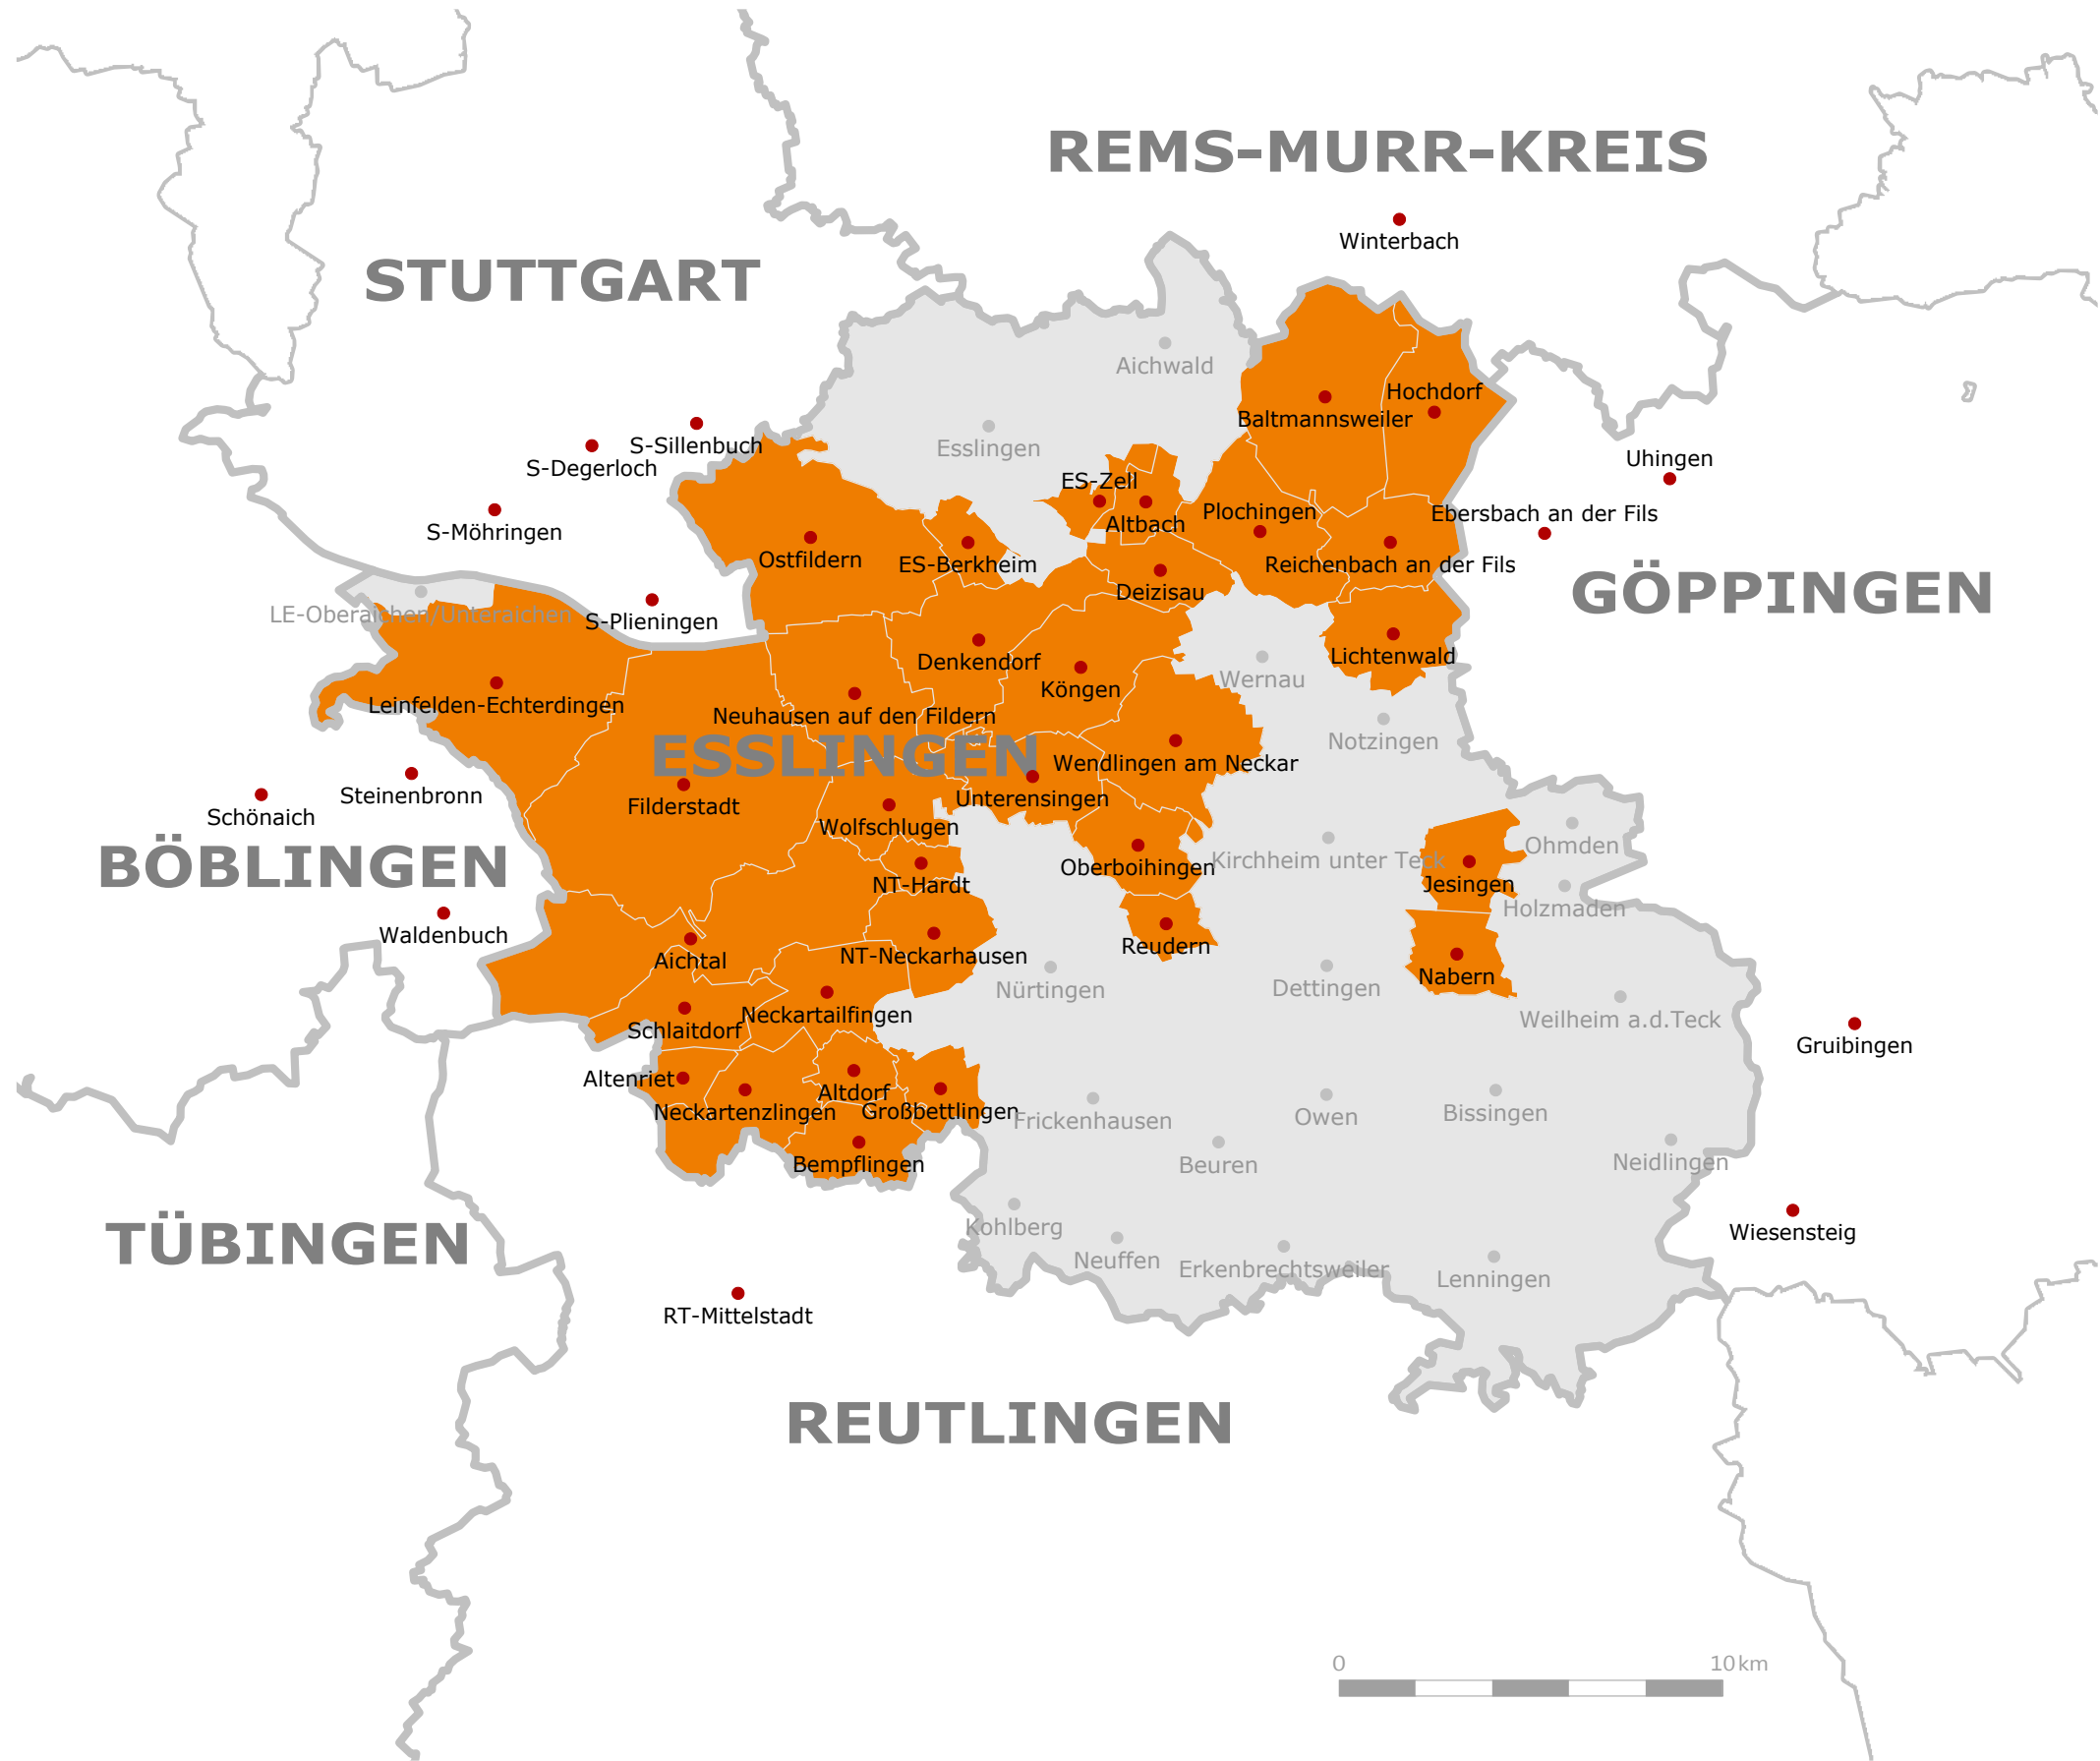 REMS-MURR-KREIS
Winterbach
STUTTGART
Aichwald
Hochdorf
Baltmannsweiler
S-Sillenbuch
Esslingen
S-Degerloch
Uhingen
ES-Zell
Plochingen
Ebersbach an der Fils
Altbach
S-Möhringen
Ostfildern
ES-Berkheim
Reichenbach an der Fils
Deizisau
GÖPPINGEN
LE-Oberaichen/Unteraichen
S-Plieningen
Denkendorf
Lichtenwald
Köngen
Wernau
Leinfelden-Echterdingen
Neuhausen auf den Fildern
Notzingen
ESSLINGEN
Wendlingen am Neckar
Steinenbronn
Unterensingen
Filderstadt
Schönaich
Wolfschlugen
Ohmden
BÖBLINGEN
Oberboihingen
Kirchheim unter Teck
NT-Hardt
Jesingen
Holzmaden
Waldenbuch
Reudern
Aichtal
NT-Neckarhausen
Nabern
Nürtingen
Dettingen
Neckartailfingen
Weilheim a.d.Teck
Schlaitdorf
Gruibingen
Altenriet
Altdorf
Neckartenzlingen
Großbettlingen
Frickenhausen
Owen
Bissingen
Bempflingen
Beuren
Neidlingen
Kohlberg
Wiesensteig
TÜBINGEN
Neuffen
Erkenbrechtsweiler
Lenningen
RT-Mittelstadt
REUTLINGEN
0 10km